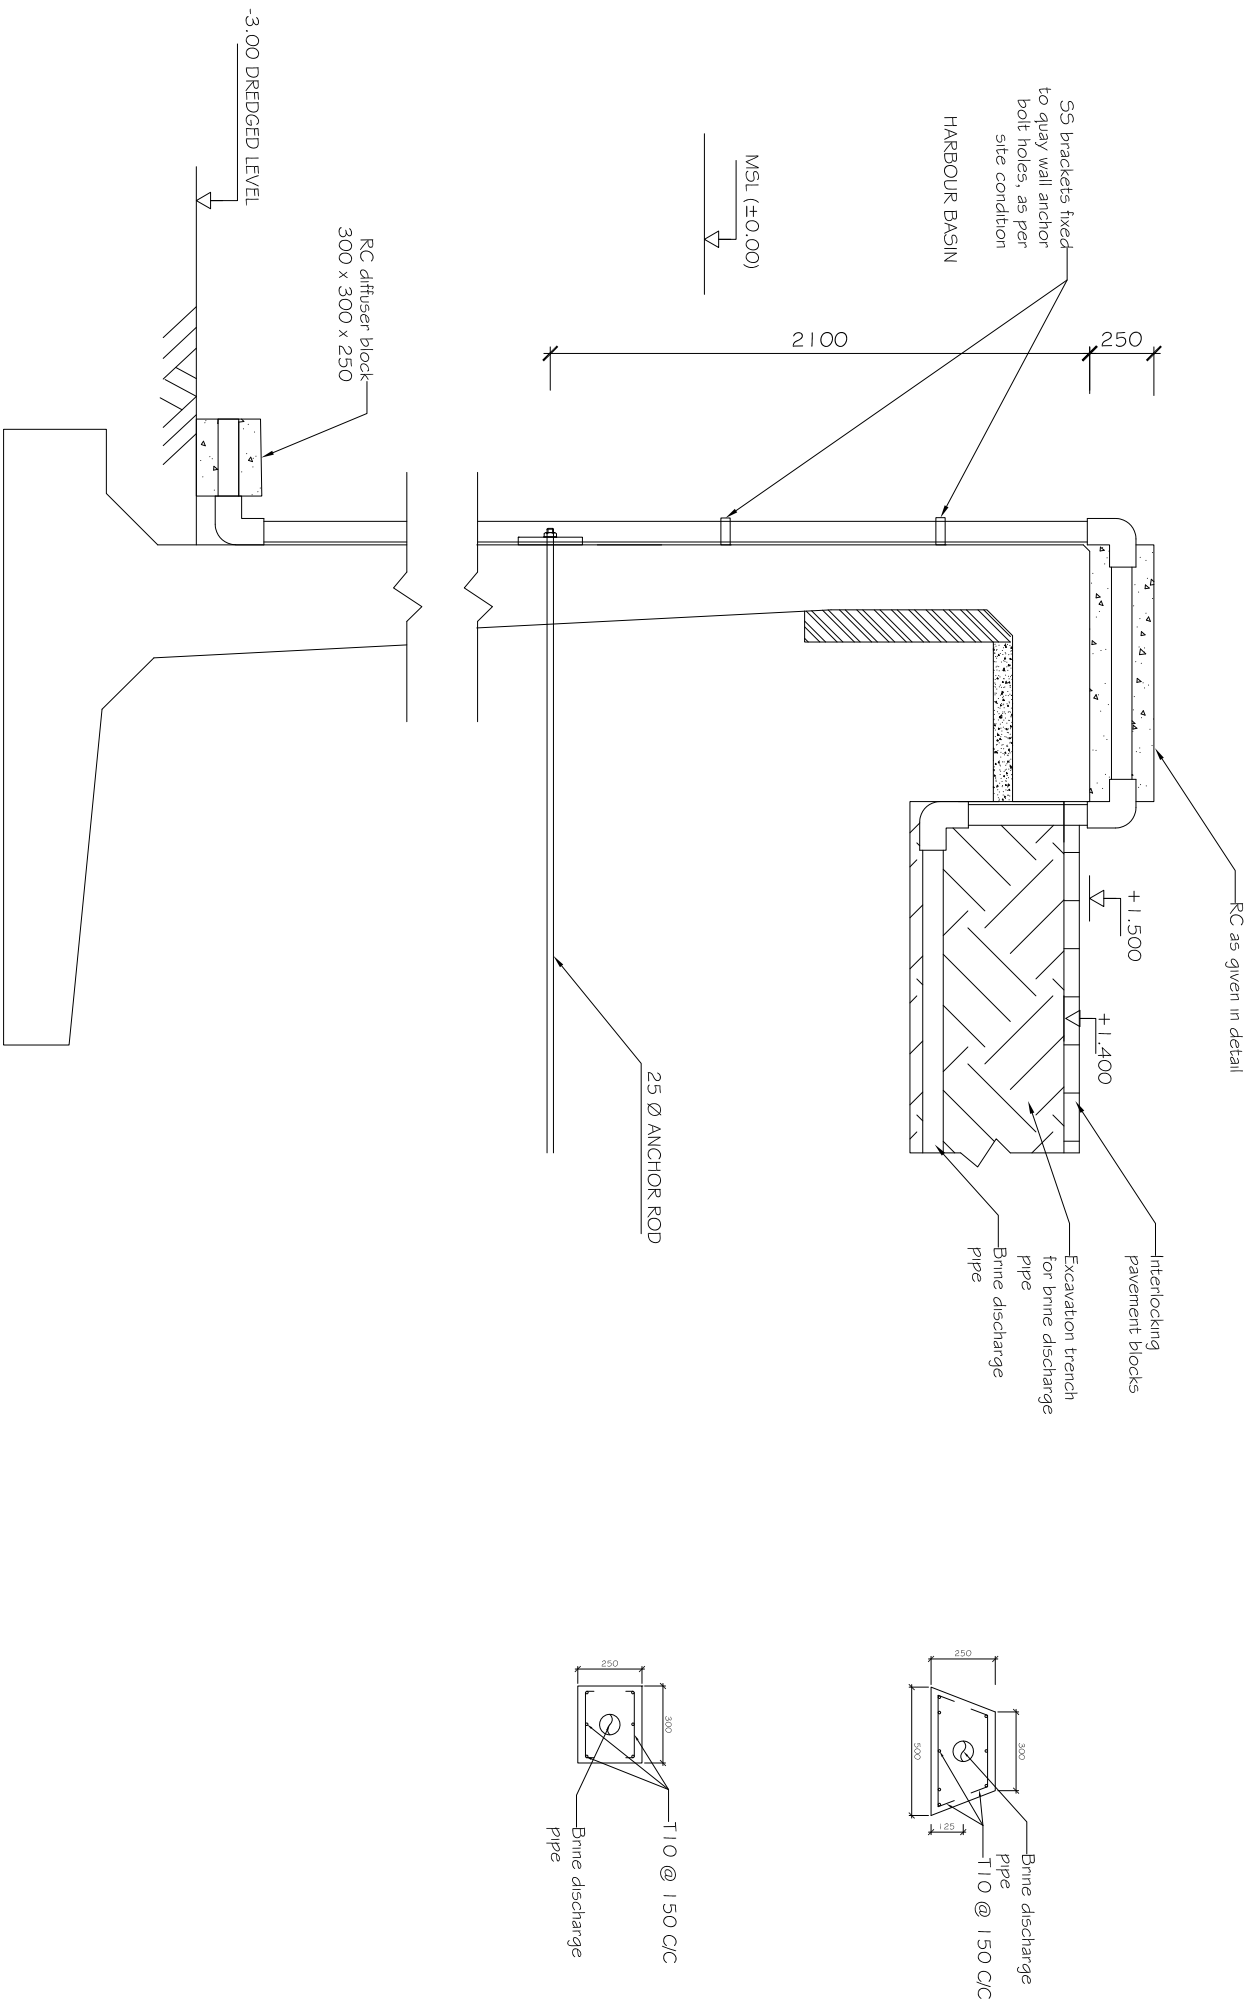 RC as given in detail
SS brackets fixed
to quay wall anchor
bolt holes, as per
site condition
250
2100
+1.500
+1.400
Interlocking
pavement blocks
Excavation trench
for brine discharge
pipe
Brine discharge
pipe
HARBOUR BASIN
MSL (±0.00)
25 Ø ANCHOR ROD
RC diffuser block
300 x 300 x 250
-3.00 DREDGED LEVEL
300
250
125
500
Brine discharge
pipe
T10 @ 150 C/C
300
250
T10 @ 150 C/C
Brine discharge
pipe